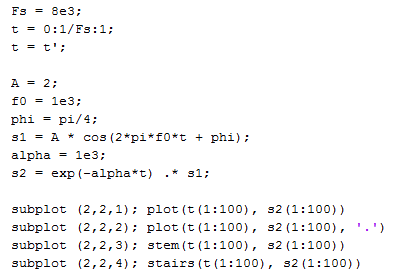 Fs = 8e3;
t = 0:1/Fs:1;
t = t';
A = 2;
f0 = 1e3;
phi = pi/4;
s1 = A * cos(2*pi*f0*t + phi);
alpha = 1e3;
s2 = exp(-alpha*t) .* s1;
subplot (2,2,1); plot(t(1:100), s2(1:100))
subplot (2,2,2); plot(t(1:100), s2(1:100), '.')
subplot (2,2,3); stem(t(1:100), s2(1:100))
subplot (2,2,4); stairs(t(1:100), s2(1:100))